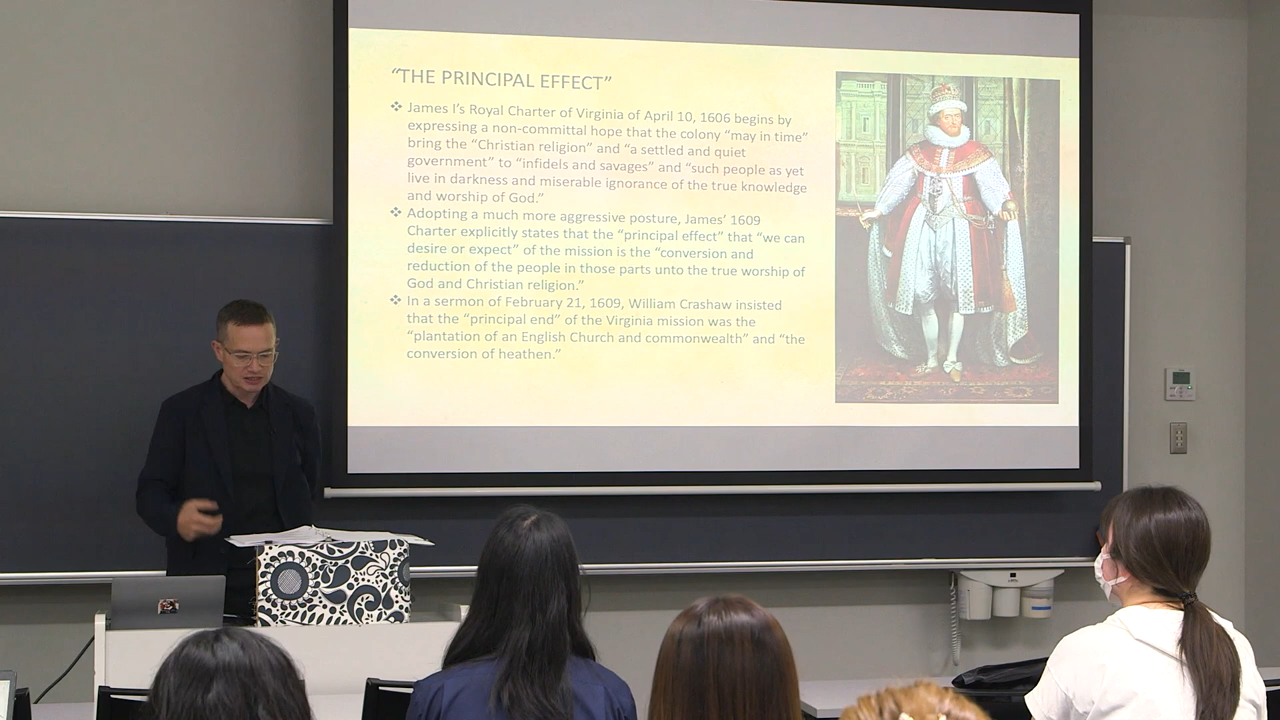 “THE PRINCIPAL EFFECT”
❖ James I’s Royal Charter of Virginia of April 10, 1606 begins by
expressing a non-committal hope that the colony “may in time”
bring the “Christian religion” and “a settled and quiet
government” to “infidels and savages” and “such people as yet
live in darkness and miserable ignorance of the true knowledge
and worship of God.”
❖ Adopting a much more aggressive posture, James’ 1609
Charter explicitly states that the “principal effect” that “we can
desire or expect” of the mission is the “conversion and
reduction of the people in those parts unto the true worship of
God and Christian religion.”
❖ In a sermon of February 21, 1609, William Crashaw insisted
that the “principal end” of the Virginia mission was the
“plantation of an English Church and commonwealth” and “the
conversion of heathen.”